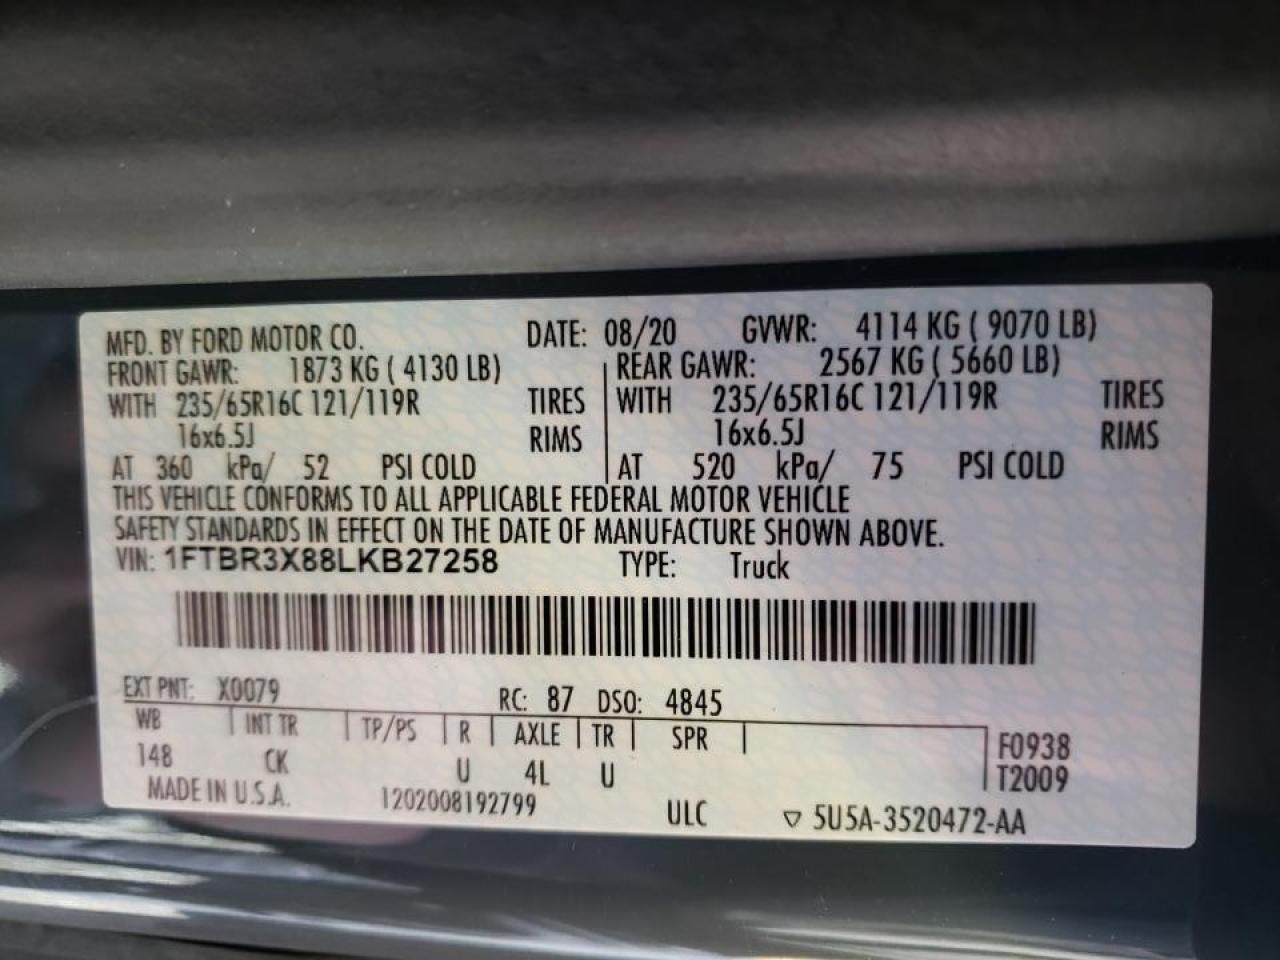 MFD. BY FORD MOTOR CO. DATE: 08/20 GVWR: 4114 KG ( 9070 LB)
FRONT GAWR: 1873 KG ( 4130 LB) REAR GAWR: 2567 KG ( 5660 LB)
WITH 235/65R16C 121/119R TIRES WITH 235/65R16C 121/119R TIRES
16x6.5J RIMS 16x6.5J RIMS
AT 360 kPa/ 52 PSI COLD AT 520 kPa/ 75 PSI COLD
THIS VEHICLE CONFORMS TO ALL APPLICABLE FEDERAL MOTOR VEHICLE
SAFETY STANDARDS IN EFFECT ON THE DATE OF MANUFACTURE SHOWN ABOVE.
VIN: 1FTBR3X88LKB27258 TYPE: Truck
EXT PNT: X0079 RC: 87 DSO: 4845
WB INT TR TP/PS R AXLE TR SPR F0938
148 CK U 4L U T2009
MADE IN U.S.A. 1202008192799 ULC ▽ 5U5A-3520472-AA